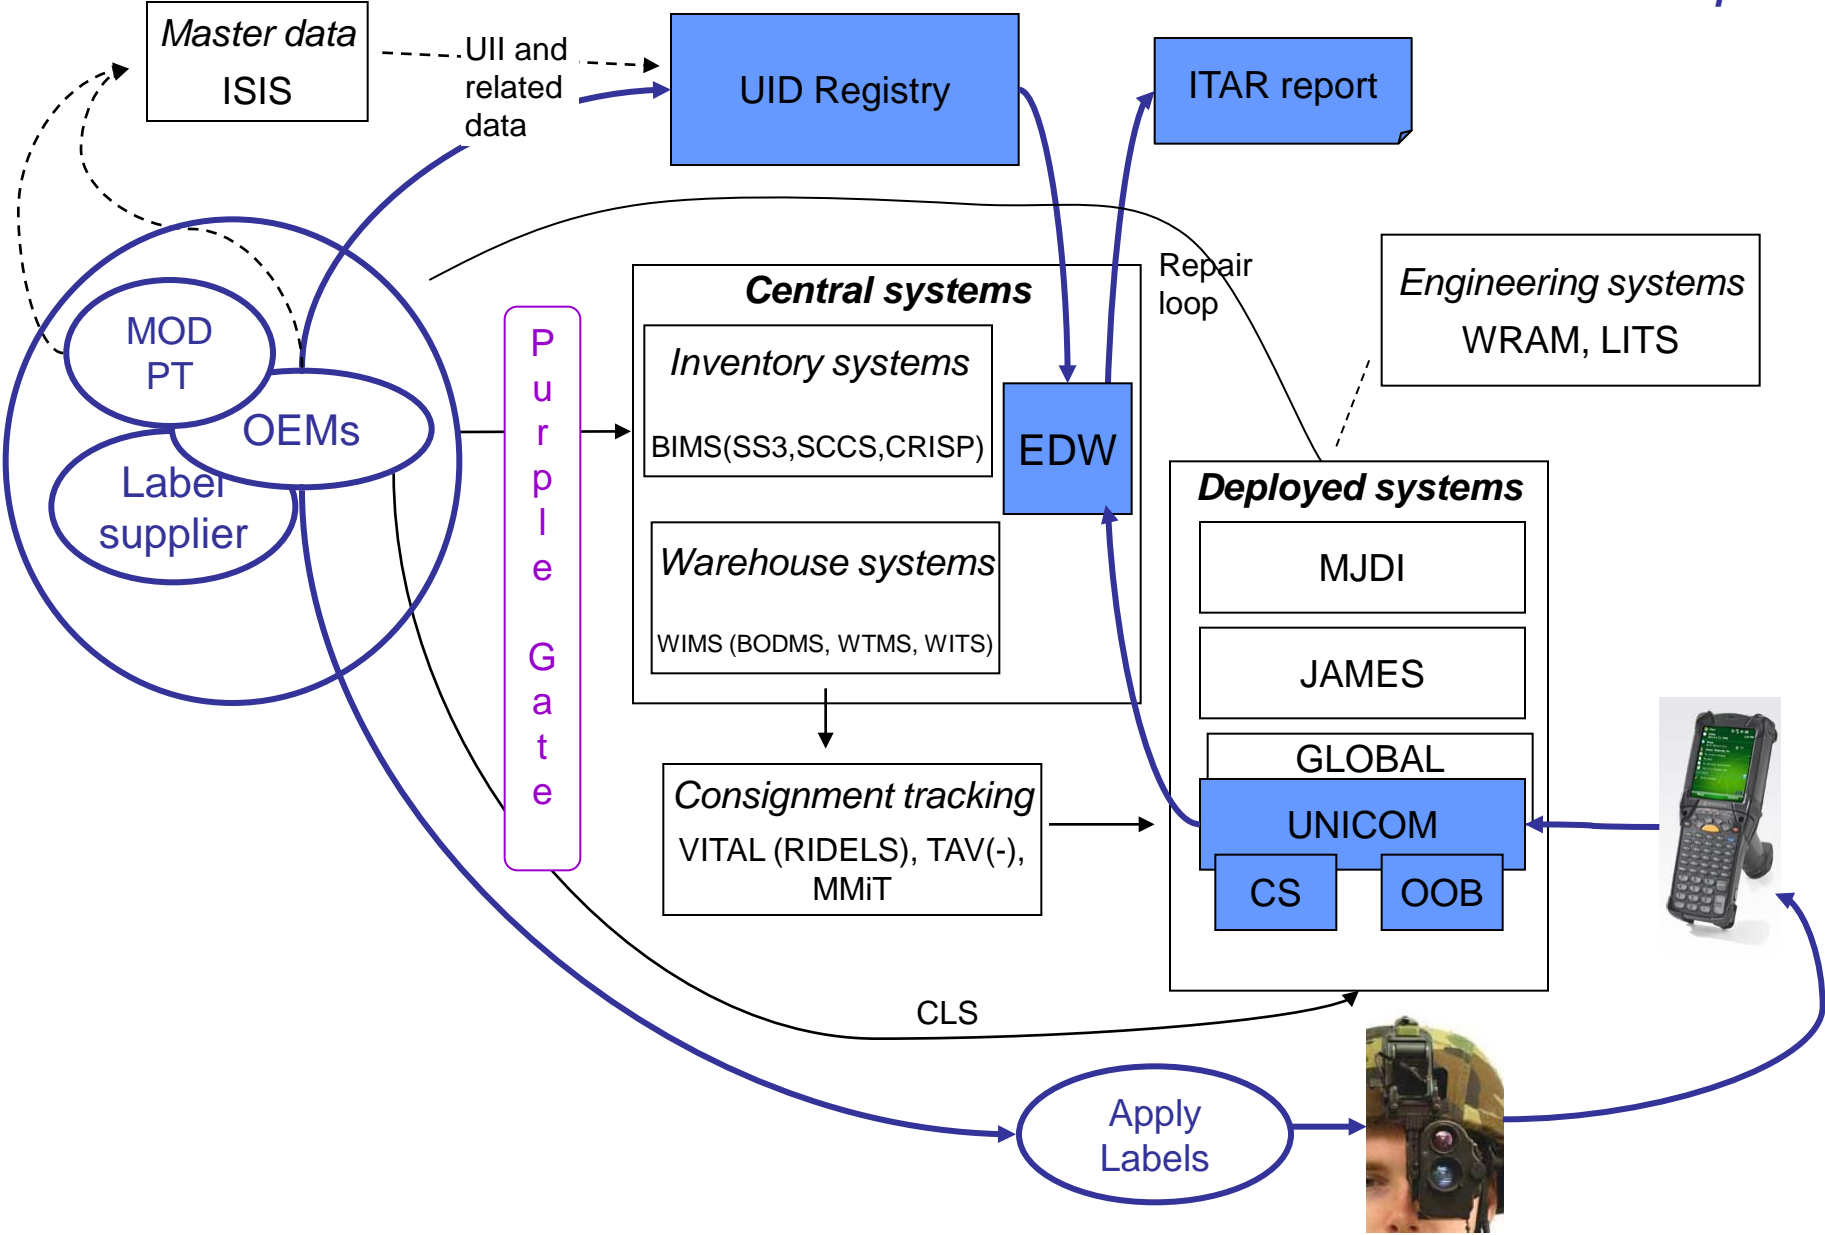 Master data
ISIS
UII and
related
data
UID Registry
ITAR report
MOD
PT
OEMs
Label
supplier
P
u
r
p
l
e
G
a
t
e
Central systems
Inventory systems
BIMS(SS3,SCCS,CRISP)
EDW
Warehouse systems
WIMS (BODMS, WTMS, WITS)
Repair
loop
Engineering systems
WRAM, LITS
Consignment tracking
VITAL (RIDELS), TAV(-),
MMiT
Deployed systems
MJDI
JAMES
GLOBAL
UNICOM
CS
OOB
CLS
Apply
Labels